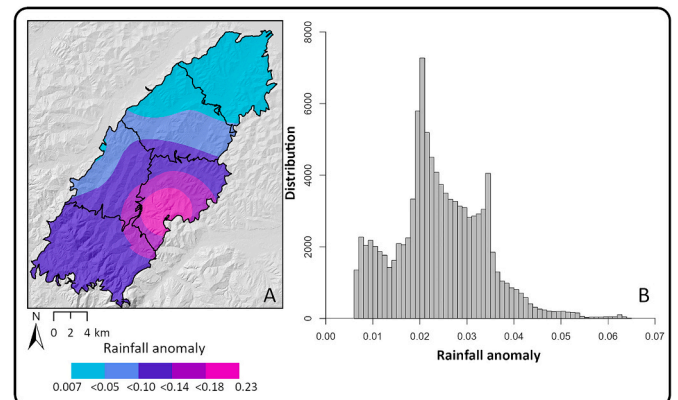 A
N
0 2 4 km
Rainfall anomaly
0.007 <0.05 <0.10 <0.14 <0.18 0.23
Distribution
8000
6000
4000
2000
0
0.00 0.01 0.02 0.03 0.04 0.05 0.06 0.07
Rainfall anomaly
B